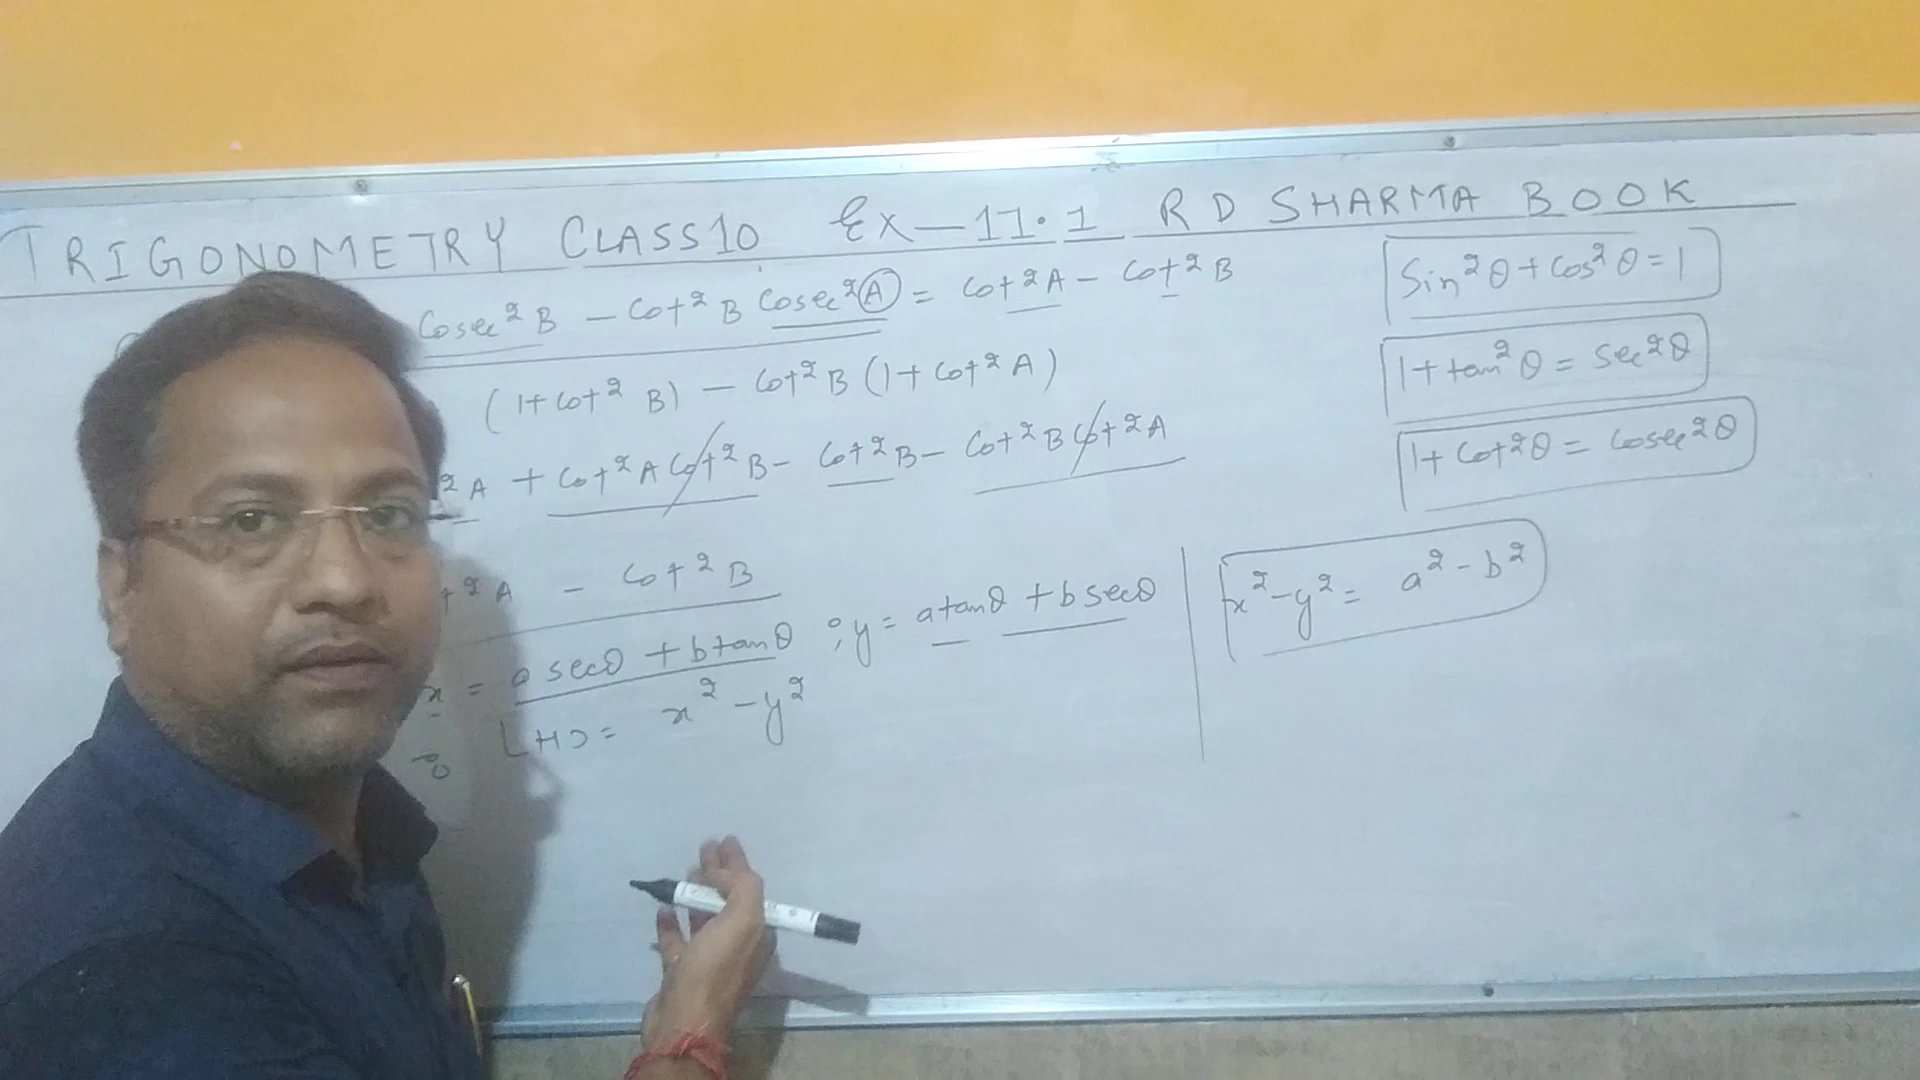 TRIGONOMETRY CLASS 10 Ex-11.1 R D SHARMA BOOK
Cosec²B - Cot²B Cosec²A = Cot²A - Cot²B
(1+Cot²B) - Cot²B (1+Cot²A)
²A + Cot²A Cot²B - Cot²B - Cot²B Cot²A
²A - Cot²B
x = a secθ + b tanθ ; y = a tanθ + b secθ
x² - y²
Sin²θ + Cos²θ = 1
1 + tan²θ = Sec²θ
1 + Cot²θ = Cosec²θ
x² - y² = a² - b²